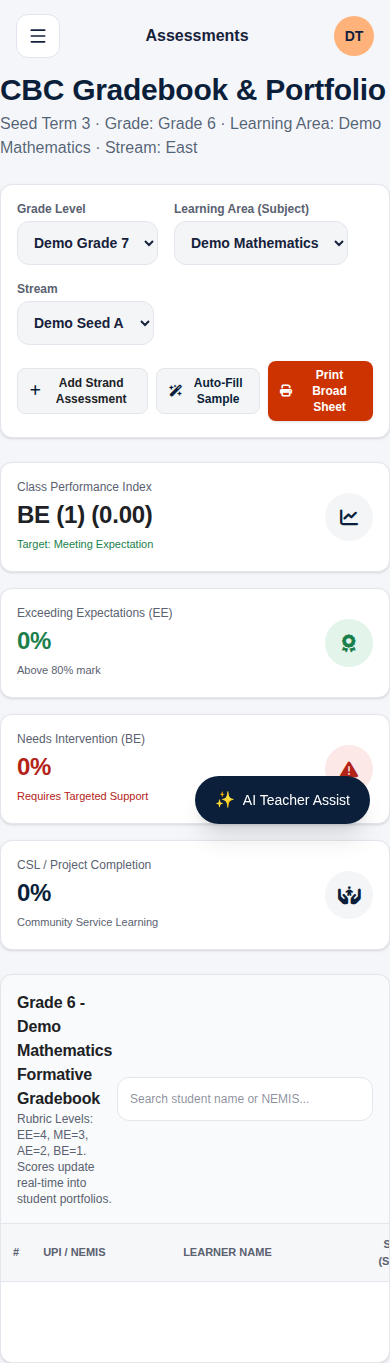 Assessments
DT
CBC Gradebook & Portfolio
Seed Term 3 · Grade: Grade 6 · Learning Area: Demo
Mathematics · Stream: East
Grade Level
Learning Area (Subject)
Demo Grade 7
Demo Mathematics
Stream
Demo Seed A
Add Strand
Assessment
Auto-Fill
Sample
Print
Broad
Sheet
Class Performance Index
BE (1) (0.00)
Target: Meeting Expectation
Exceeding Expectations (EE)
0%
Above 80% mark
Needs Intervention (BE)
0%
Requires Targeted Support
✨ AI Teacher Assist
CSL / Project Completion
0%
Community Service Learning
Grade 6 -
Demo
Mathematics
Formative
Gradebook
Rubric Levels:
EE=4, ME=3,
AE=2, BE=1.
Scores update
real-time into
student portfolios.
Search student name or NEMIS...
# UPI / NEMIS LEARNER NAME S
(S